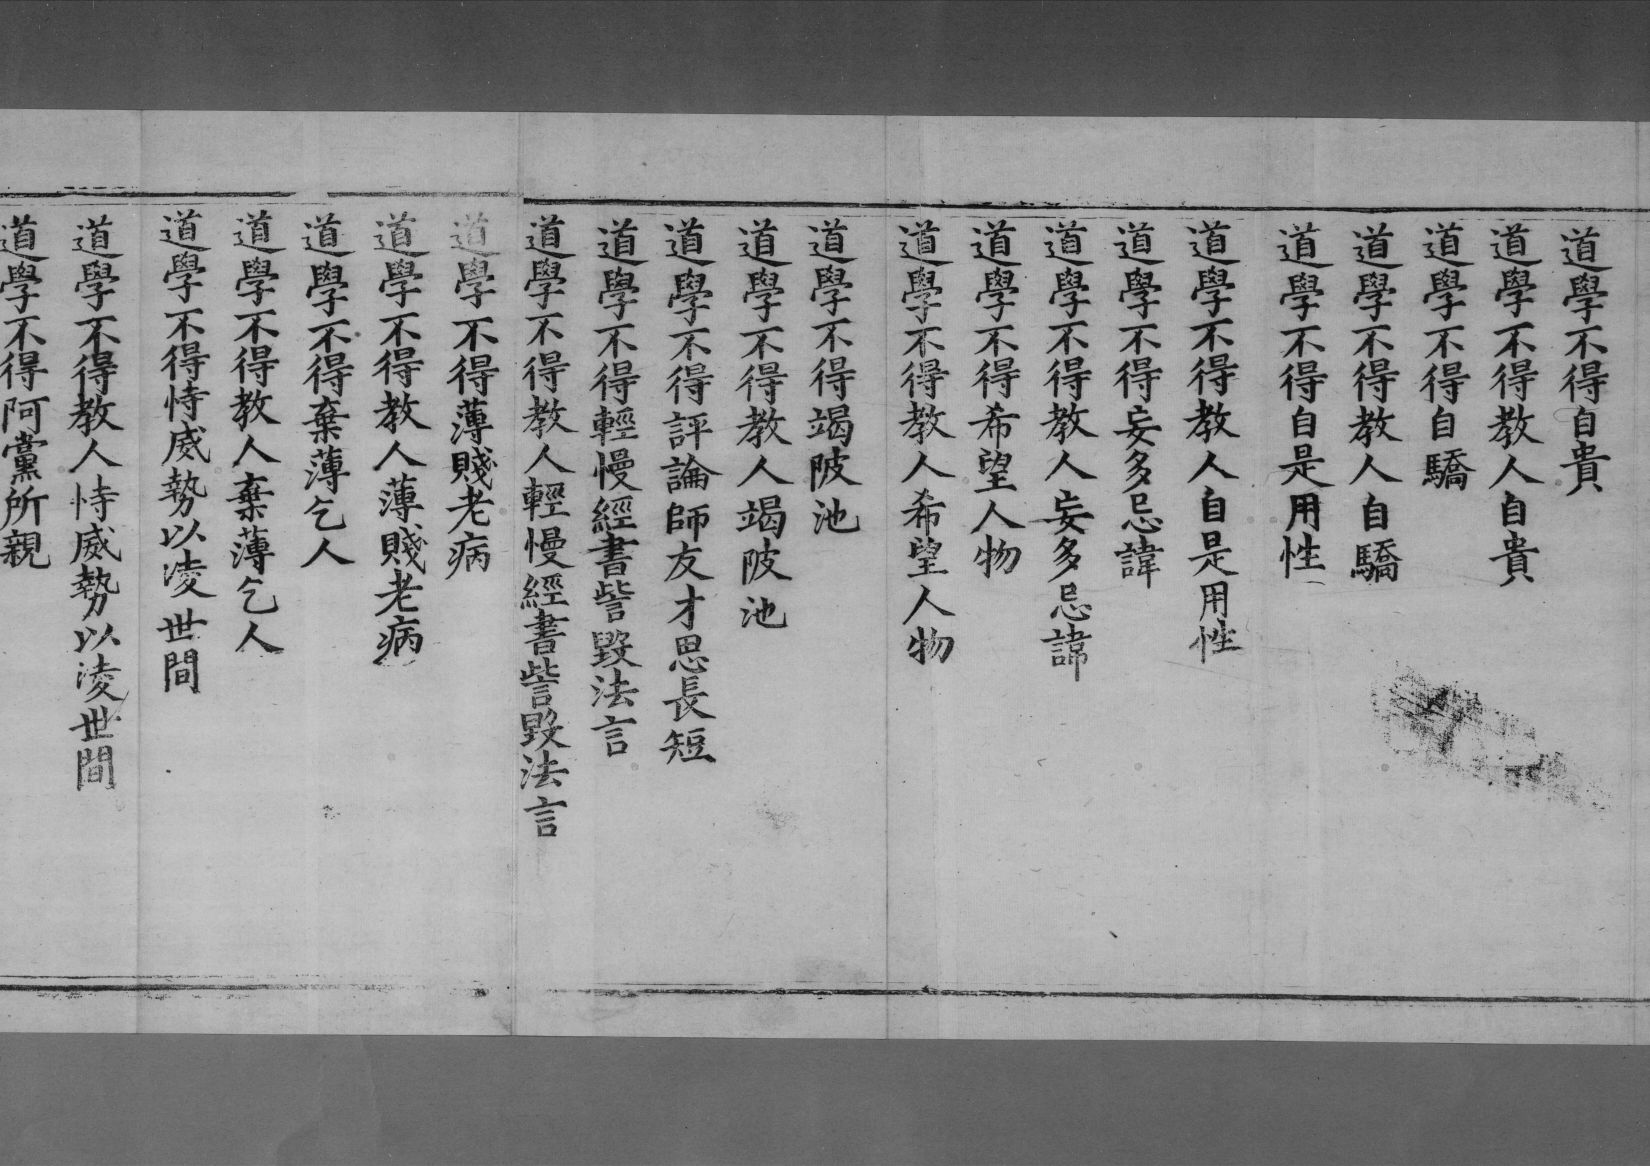 道學不得自貴
道學不得教人自貴
道學不得自驕
道學不得教人自驕
道學不得自是用性
道學不得教人自是用性
道學不得妄多忌諱
道學不得教人妄多忌諱
道學不得希望人物
道學不得教人希望人物
道學不得竭陂池
道學不得教人竭陂池
道學不得評論師友才思長短
道學不得輕慢經書訾毀法言
道學不得教人輕慢經書訾毀法言
道學不得薄賤老病
道學不得教人薄賤老病
道學不得棄薄乞人
道學不得教人棄薄乞人
道學不得恃威勢以凌世間
道學不得教人恃威勢以凌世間
道學不得阿黨所親